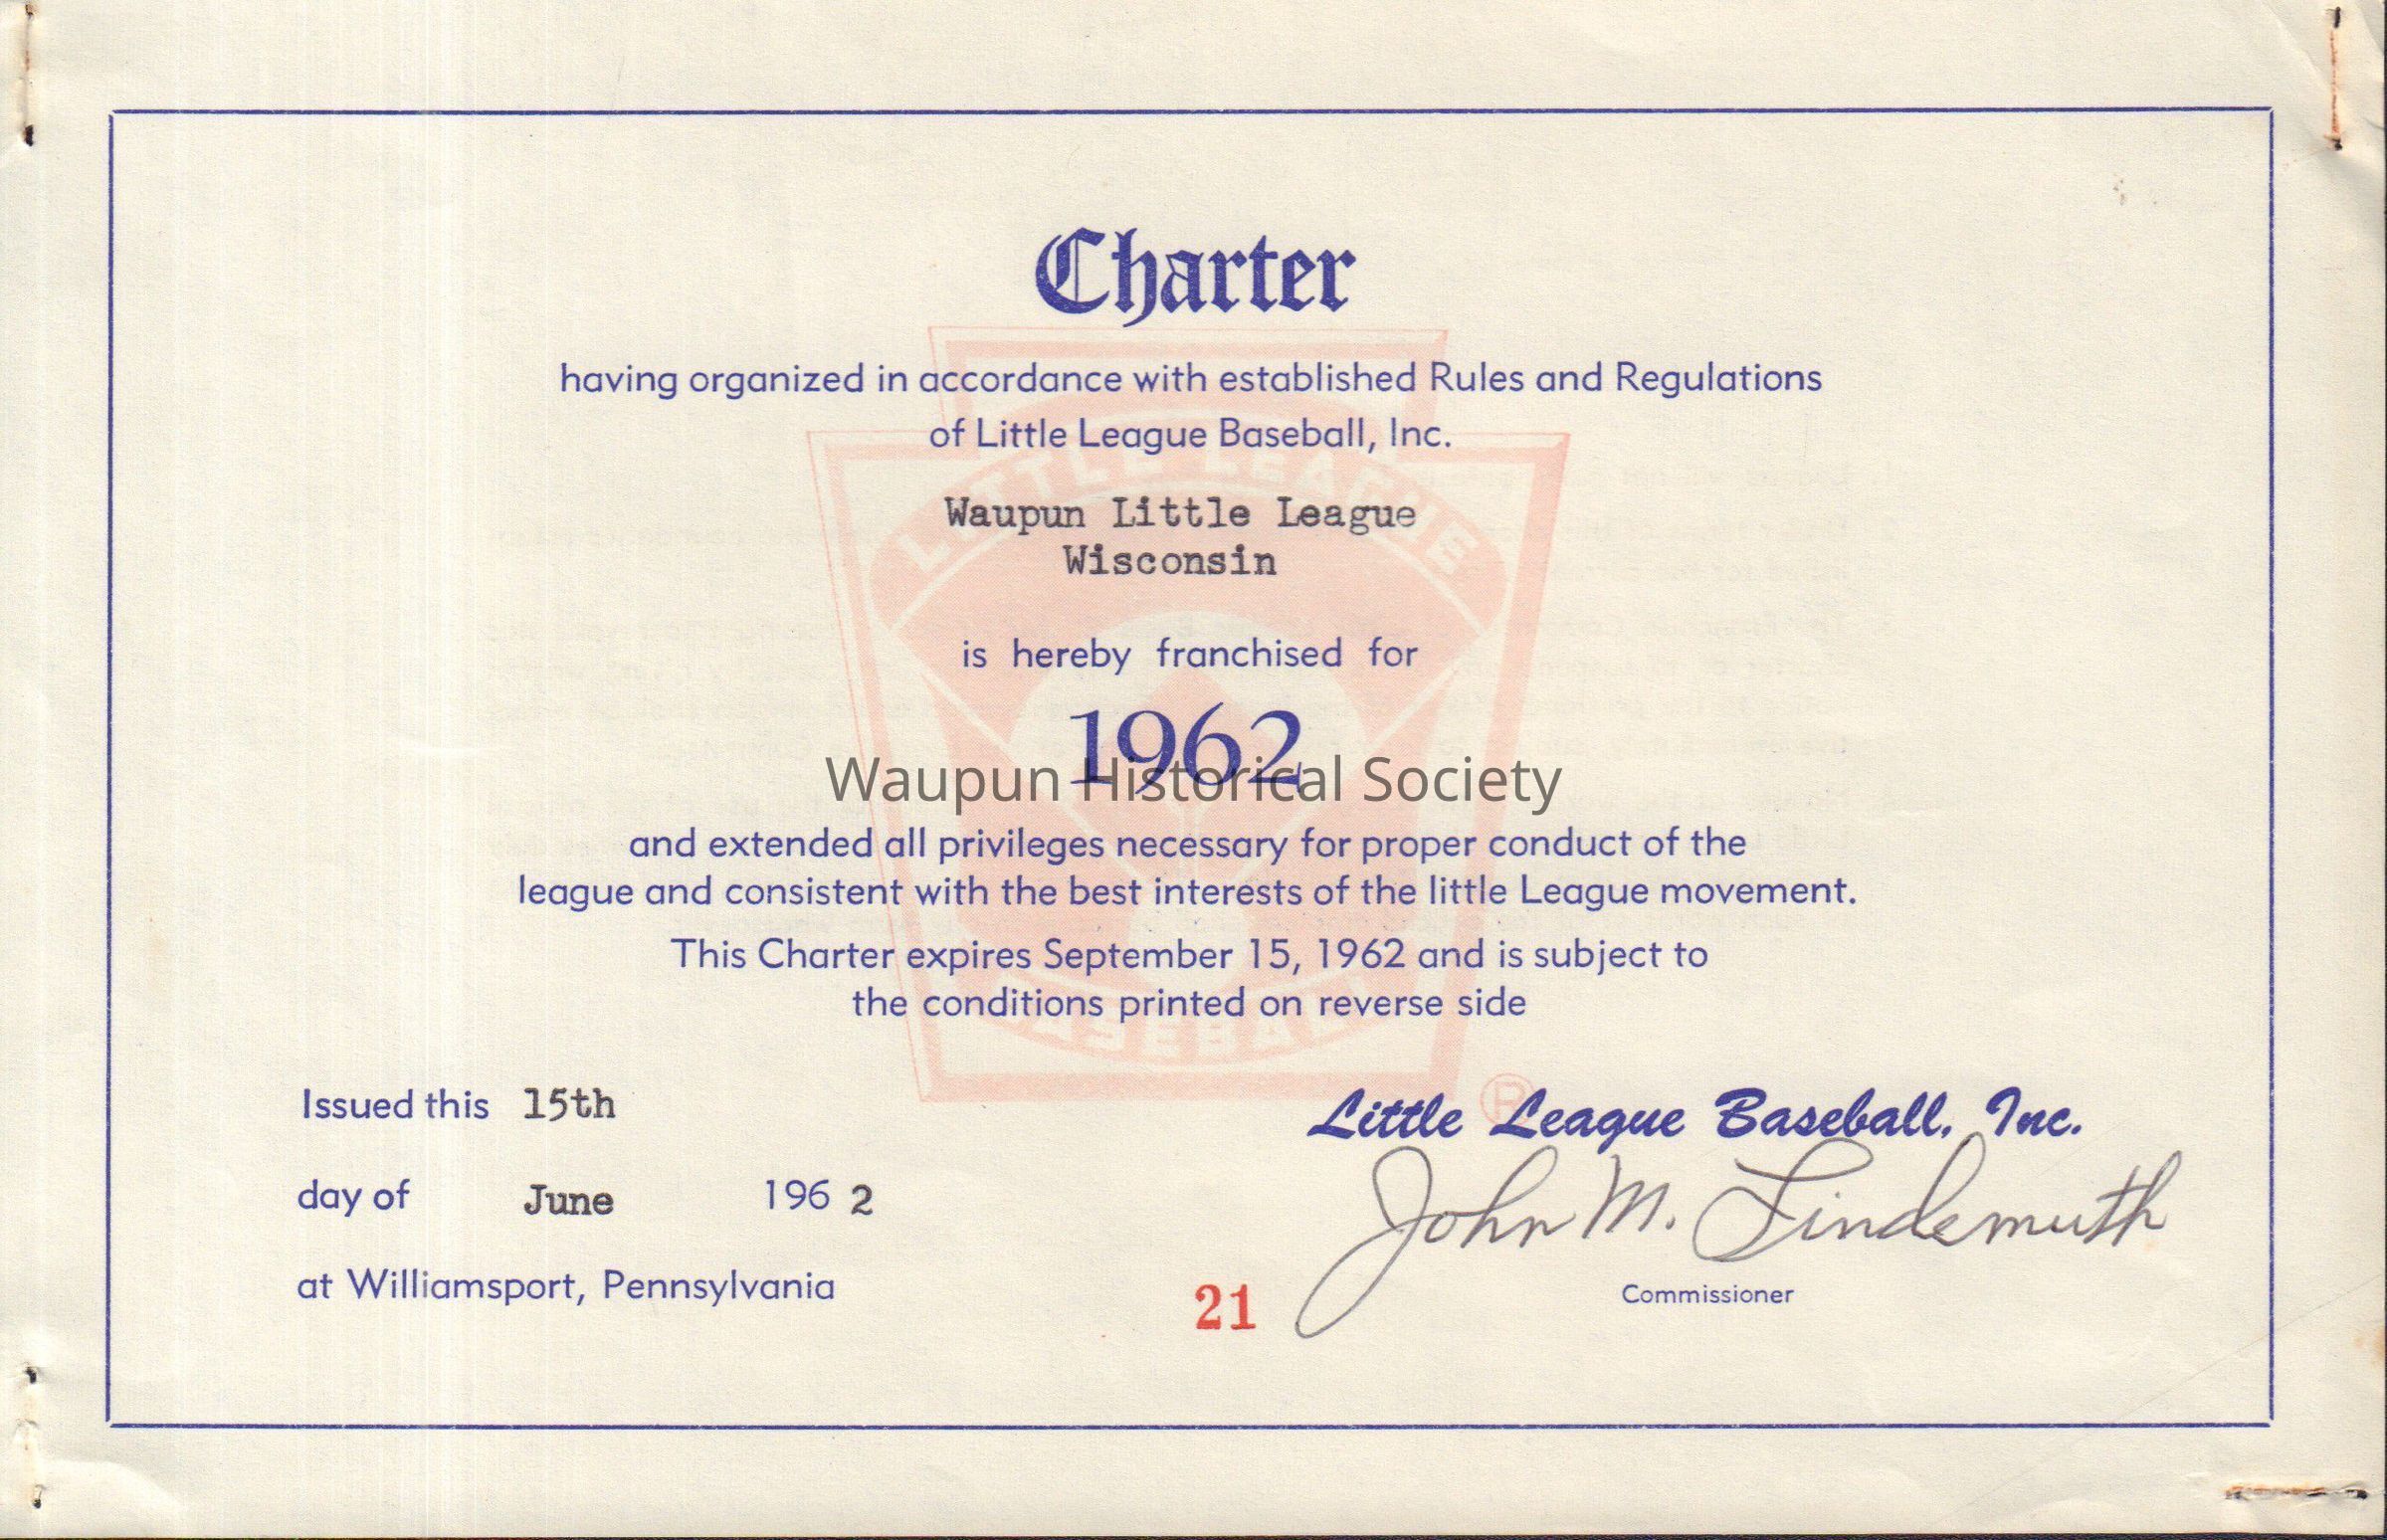 Charter
having organized in accordance with established Rules and Regulations
of Little League Baseball, Inc.
LITTLE LEAGUE
Waupun Little League
Wisconsin
is hereby franchised for
1962
Waupun Historical Society
and extended all privileges necessary for proper conduct of the
league and consistent with the best interests of the little League movement.
This Charter expires September 15, 1962 and is subject to
the conditions printed on reverse side
BASEBALL
®
Issued this 15th
Little League Baseball, Inc.
day of June 1962
John M. Lindemuth
at Williamsport, Pennsylvania
21
Commissioner